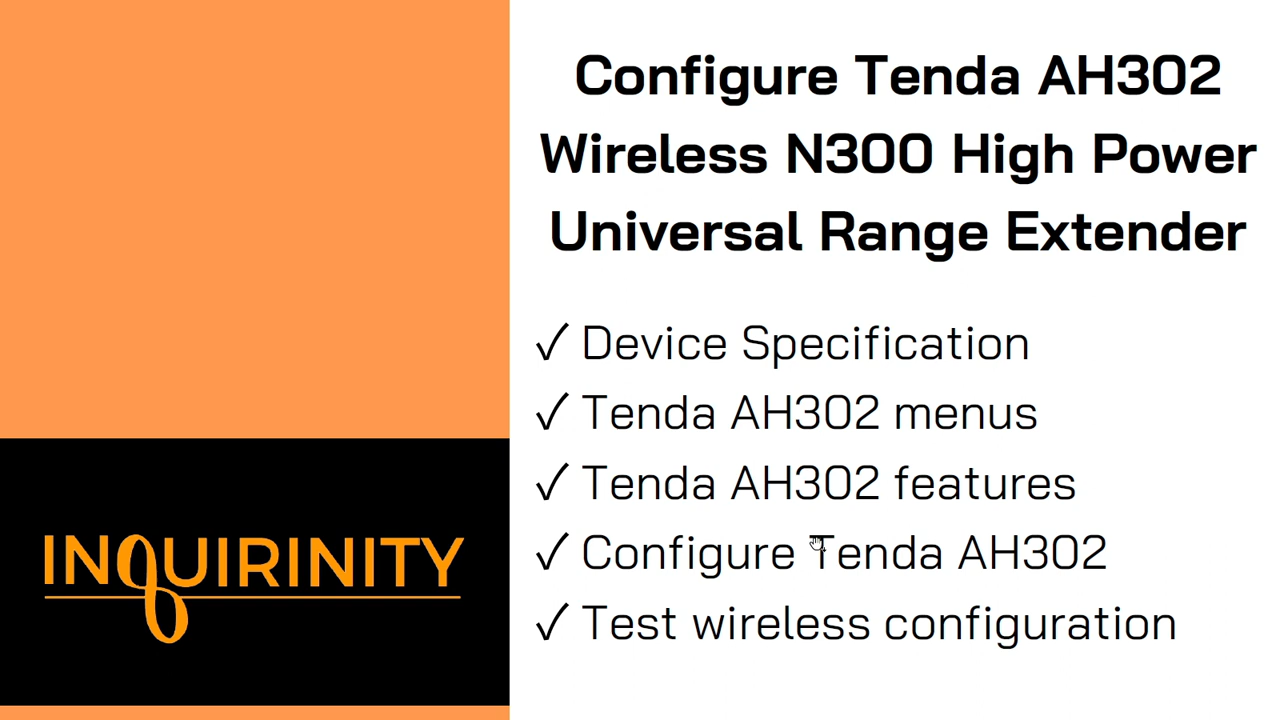 Configure Tenda AH302
Wireless N300 High Power
Universal Range Extender
✓ Device Specification
✓ Tenda AH302 menus
✓ Tenda AH302 features
✓ Configure Tenda AH302
✓ Test wireless configuration
INQUIRINITY